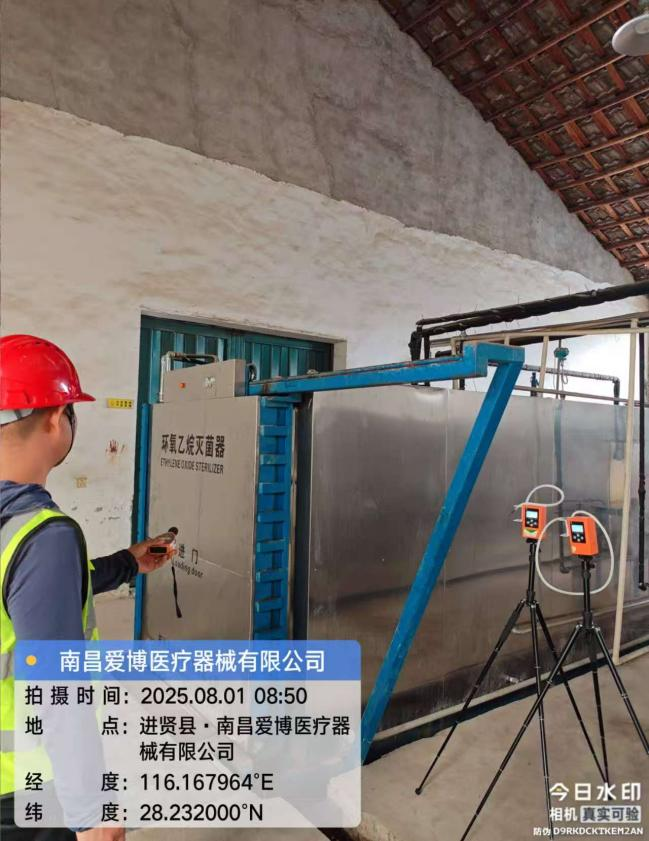 环氧乙烷灭菌器
ETHYLENE OXIDE STERILIZER
进门
Loading door
南昌爱博医疗器械有限公司
拍摄时间：2025.08.01 08:50
地点：进贤县·南昌爱博医疗器
械有限公司
经度：116.167964°E
纬度：28.232000°N
今日水印
相机 真实可验
防伪 D9RKDCKTKEM2AN